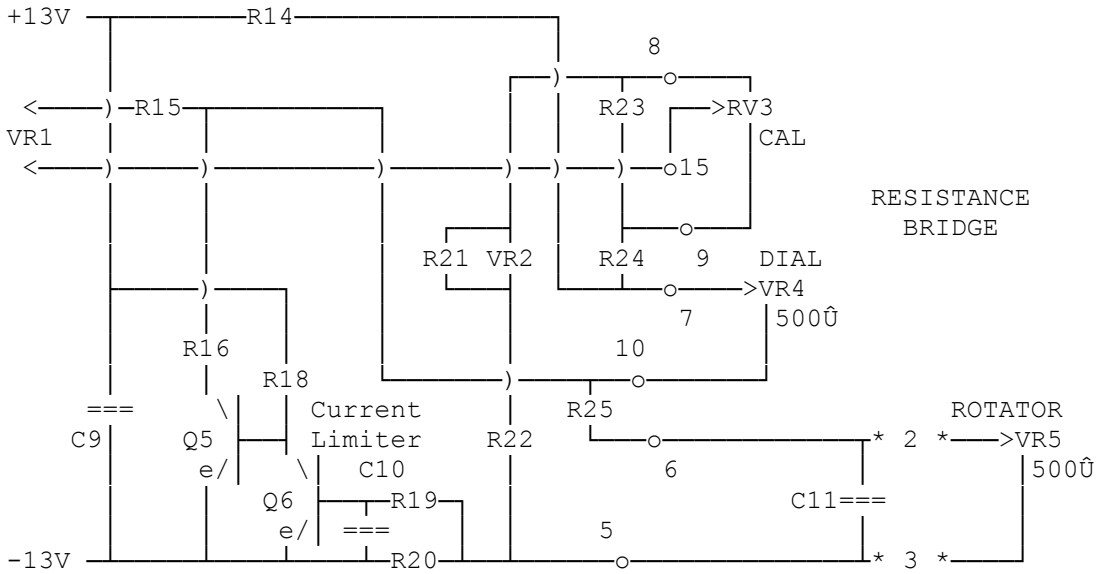 +13V R14
8
< R15 R23 >RV3
VR1 CAL
< 15
RESISTANCE
BRIDGE
R21 VR2 R24 9 DIAL
>VR4
7 500Û
R16 10
R18
=== \ Current R25 ROTATOR
C9 Q5 Limiter R22 * 2 * >VR5
e/ \ C10 6 500Û
Q6 R19 C11===
e/ === 5
-13V R20 * 3 *